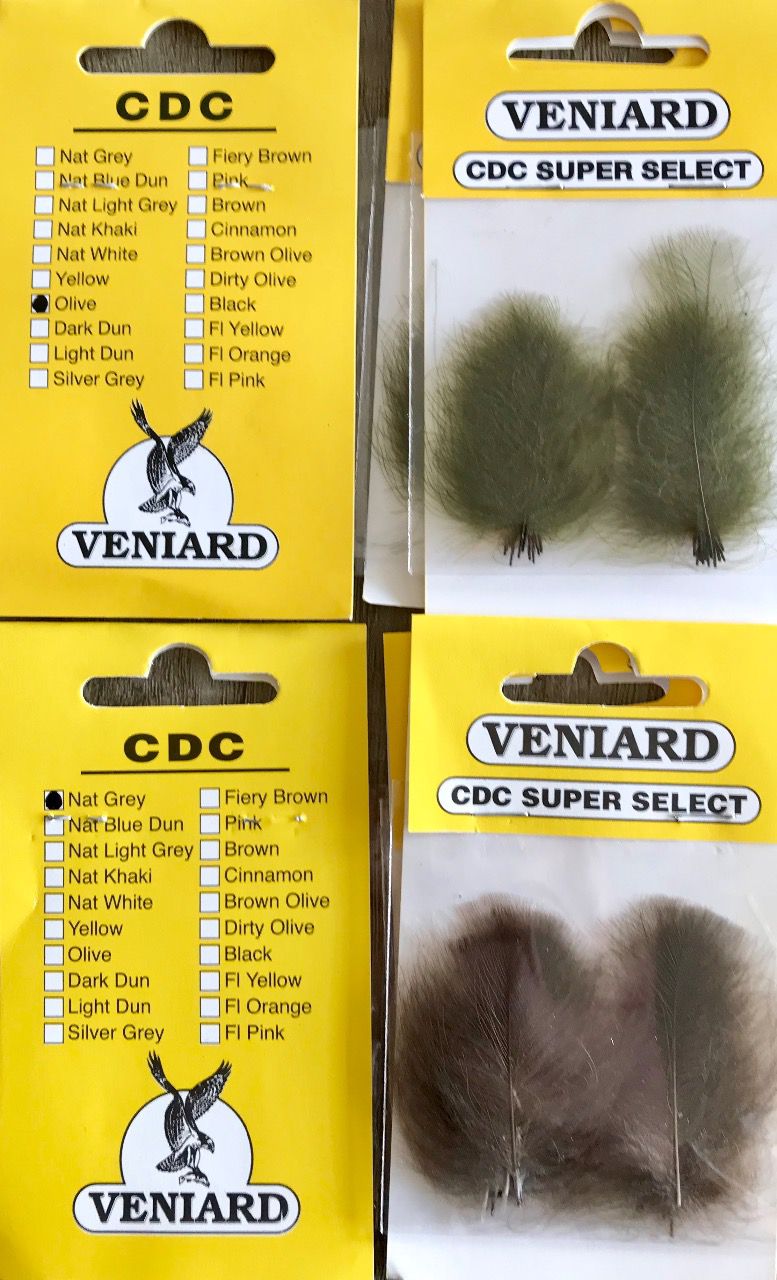 CDC
Nat Grey
Nat Blue Dun
Nat Light Grey
Nat Khaki
Nat White
Yellow
Olive
Dark Dun
Light Dun
Silver Grey
Fiery Brown
Pink
Brown
Cinnamon
Brown Olive
Dirty Olive
Black
Fl Yellow
Fl Orange
Fl Pink
VENIARD
VENIARD
CDC SUPER SELECT
CDC
Nat Grey
Nat Blue Dun
Nat Light Grey
Nat Khaki
Nat White
Yellow
Olive
Dark Dun
Light Dun
Silver Grey
Fiery Brown
Pink
Brown
Cinnamon
Brown Olive
Dirty Olive
Black
Fl Yellow
Fl Orange
Fl Pink
VENIARD
VENIARD
CDC SUPER SELECT